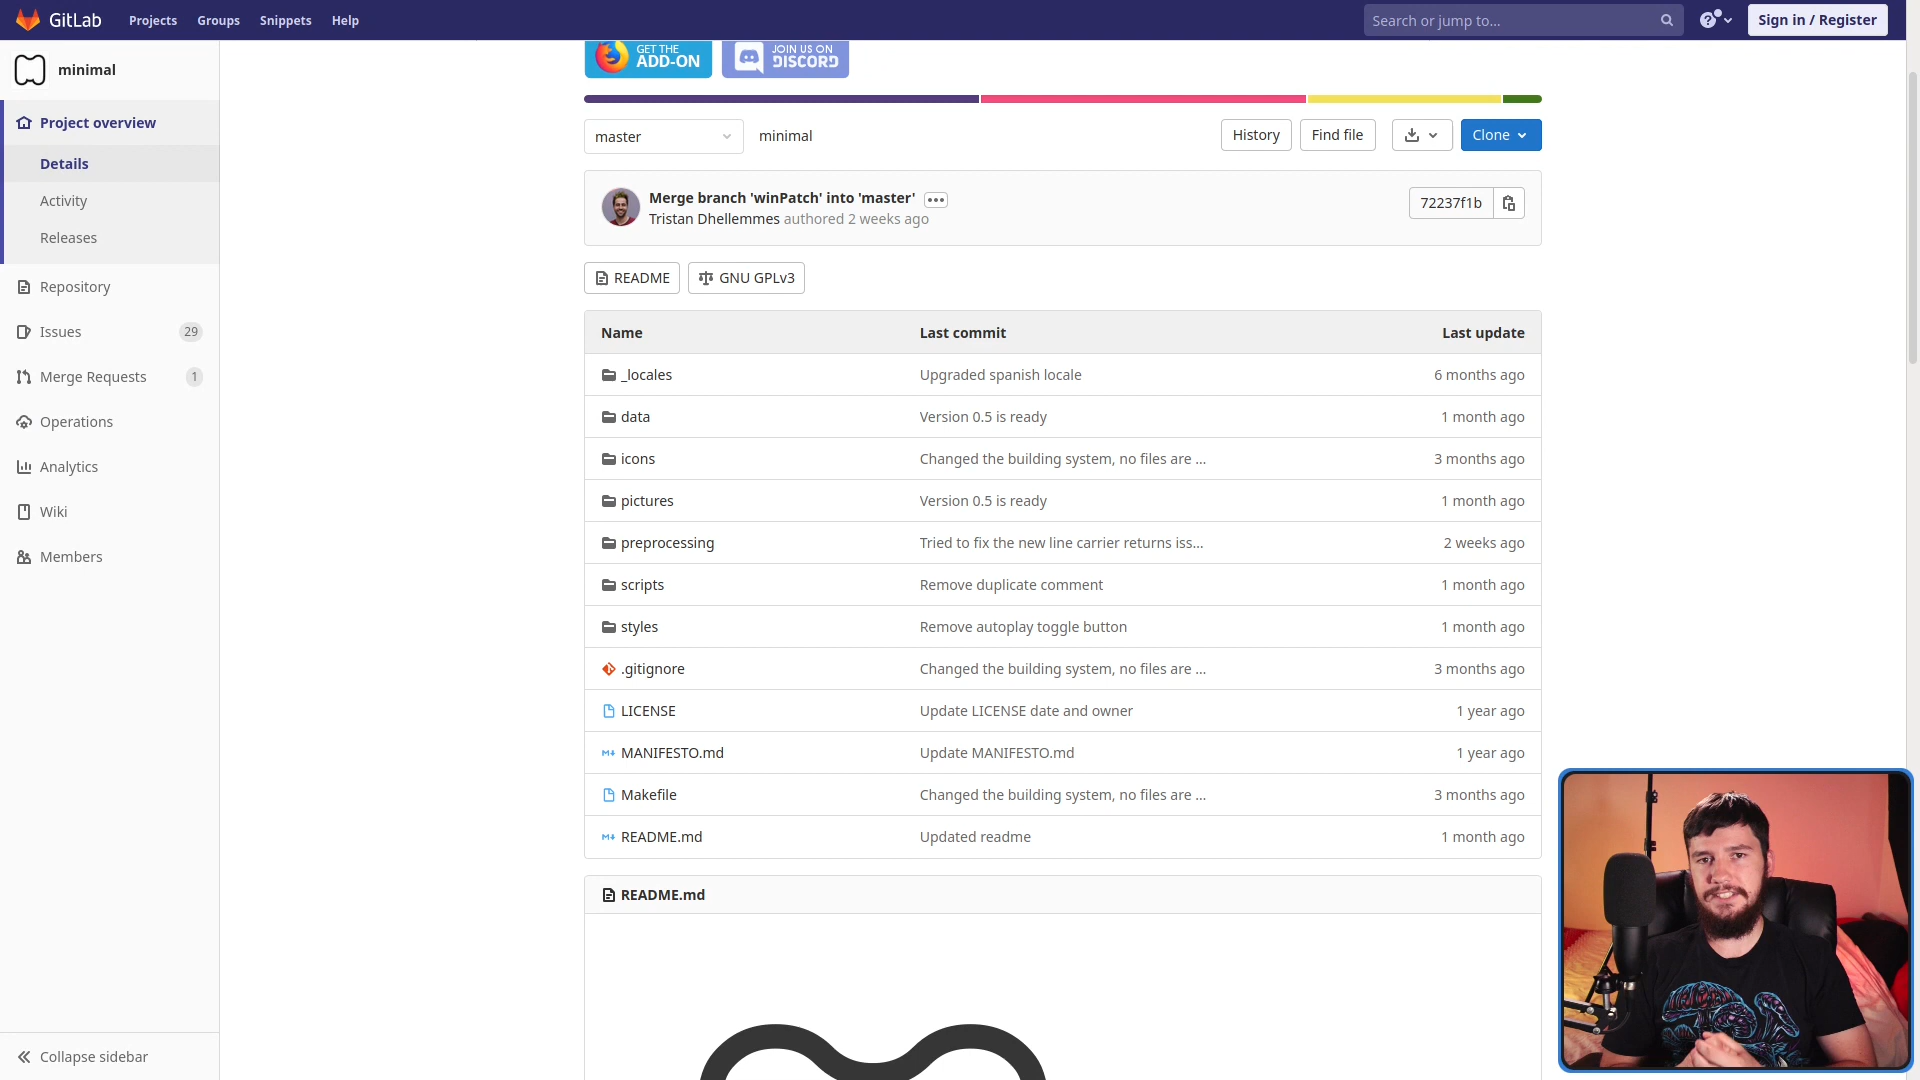 GitLab Projects Groups Snippets Help Search or jump to... Sign in / Register
minimal
Project overview
Details
Activity
Releases
Repository
Issues 29
Merge Requests 1
Operations
Analytics
Wiki
Members
Collapse sidebar
GET THE
ADD-ON
JOIN US ON
DISCORD
master minimal History Find file Clone
Merge branch 'winPatch' into 'master'
Tristan Dhellemmes authored 2 weeks ago
72237f1b
README GNU GPLv3
Name Last commit Last update
_locales Upgraded spanish locale 6 months ago
data Version 0.5 is ready 1 month ago
icons Changed the building system, no files are ... 3 months ago
pictures Version 0.5 is ready 1 month ago
preprocessing Tried to fix the new line carrier returns iss... 2 weeks ago
scripts Remove duplicate comment 1 month ago
styles Remove autoplay toggle button 1 month ago
.gitignore Changed the building system, no files are ... 3 months ago
LICENSE Update LICENSE date and owner 1 year ago
MANIFESTO.md Update MANIFESTO.md 1 year ago
Makefile Changed the building system, no files are ... 3 months ago
README.md Updated readme 1 month ago
README.md